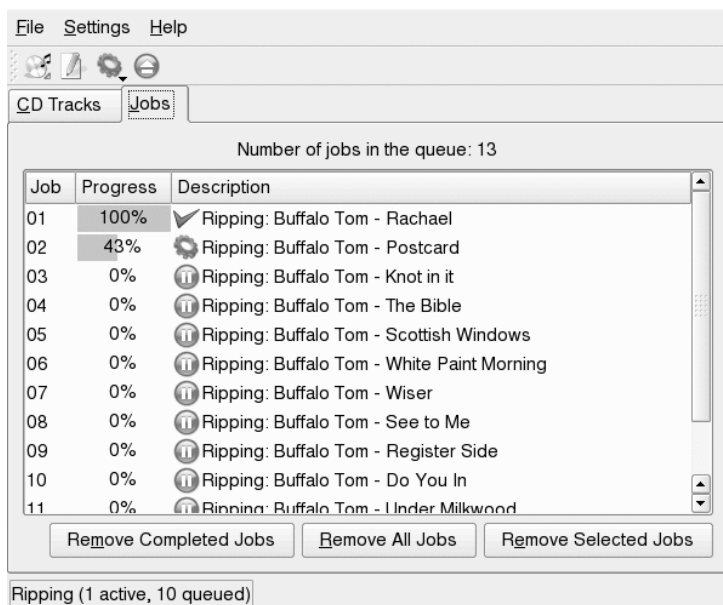 File Settings Help
CD Tracks Jobs
Number of jobs in the queue: 13
Job Progress Description
01 100% Ripping: Buffalo Tom - Rachael
02 43% Ripping: Buffalo Tom - Postcard
03 0% Ripping: Buffalo Tom - Knot in it
04 0% Ripping: Buffalo Tom - The Bible
05 0% Ripping: Buffalo Tom - Scottish Windows
06 0% Ripping: Buffalo Tom - White Paint Morning
07 0% Ripping: Buffalo Tom - Wiser
08 0% Ripping: Buffalo Tom - See to Me
09 0% Ripping: Buffalo Tom - Register Side
10 0% Ripping: Buffalo Tom - Do You In
11 0% Ripping: Buffalo Tom - Under Milkwood
Remove Completed Jobs Remove All Jobs Remove Selected Jobs
Ripping (1 active, 10 queued)